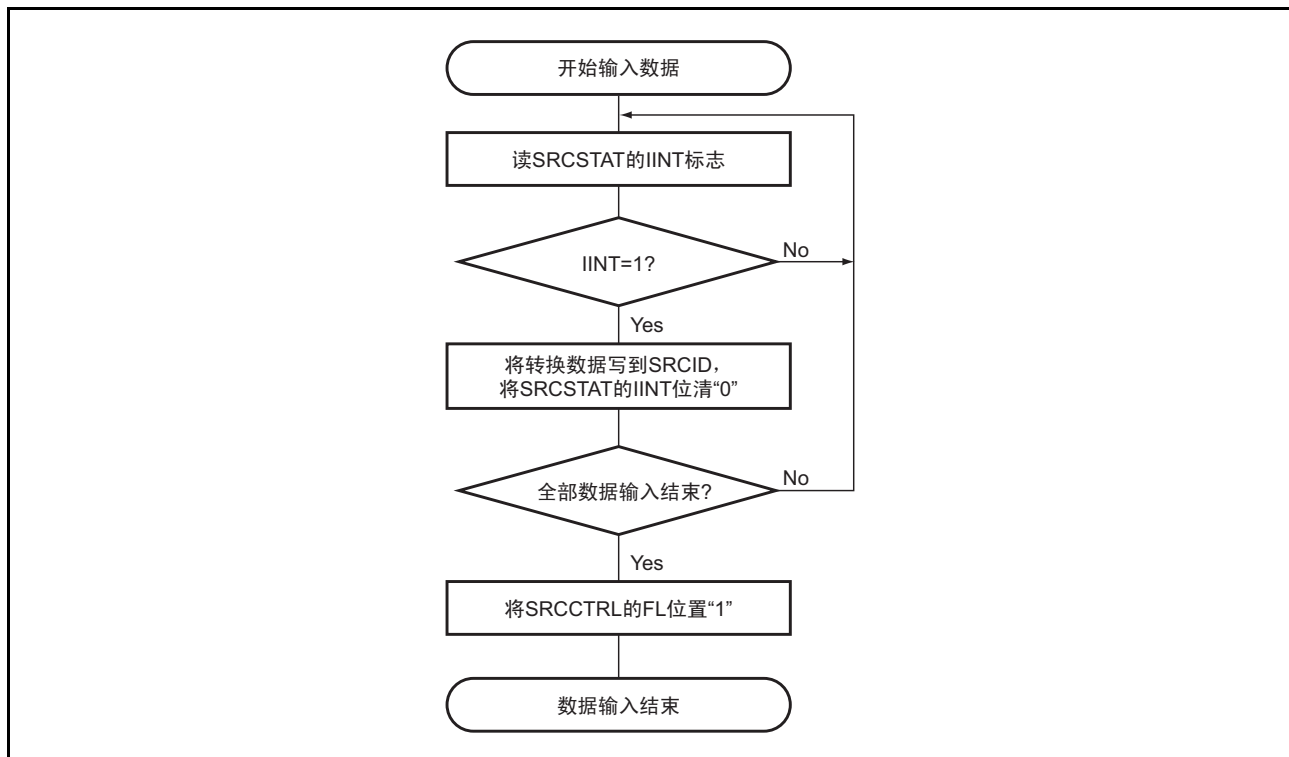 开始输入数据
读SRCSTAT的IINT标志
IINT=1?
No
Yes
将转换数据写到SRCID，
将SRCSTAT的IINT位清“0”
全部数据输入结束?
No
Yes
将SRCCTRL的FL位置“1”
数据输入结束